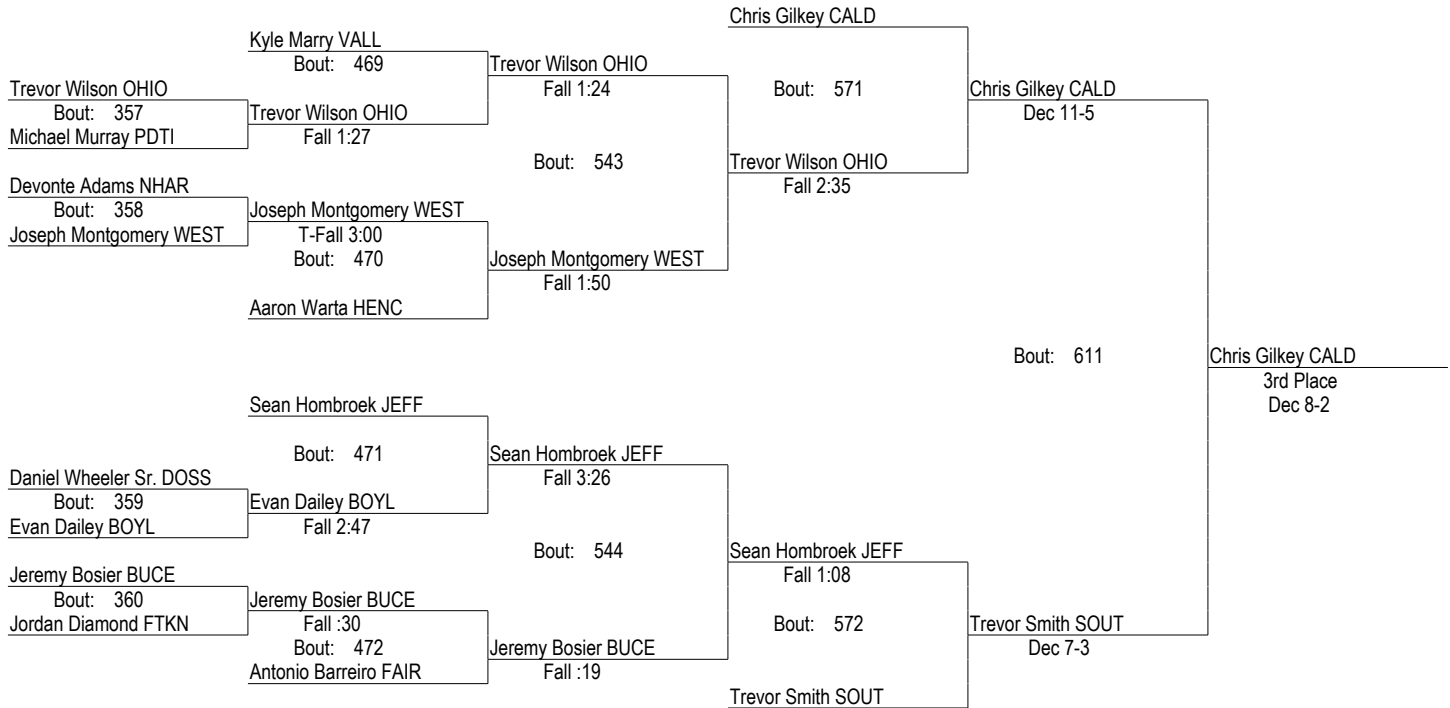 Chris Gilkey CALD
Kyle Marry VALL
Bout: 469
Trevor Wilson OHIO
Fall 1:24
Trevor Wilson OHIO
Bout: 357
Michael Murray PDTI
Trevor Wilson OHIO
Fall 1:27
Bout: 571
Chris Gilkey CALD
Dec 11-5
Bout: 543
Trevor Wilson OHIO
Fall 2:35
Devonte Adams NHAR
Bout: 358
Joseph Montgomery WEST
Joseph Montgomery WEST
T-Fall 3:00
Bout: 470
Joseph Montgomery WEST
Fall 1:50
Aaron Warta HENC
Bout: 611
Chris Gilkey CALD
3rd Place
Dec 8-2
Sean Hombroek JEFF
Bout: 471
Sean Hombroek JEFF
Fall 3:26
Daniel Wheeler Sr. DOSS
Bout: 359
Evan Dailey BOYL
Evan Dailey BOYL
Fall 2:47
Bout: 544
Sean Hombroek JEFF
Fall 1:08
Jeremy Bosier BUCE
Bout: 360
Jordan Diamond FTKN
Jeremy Bosier BUCE
Fall :30
Bout: 472
Jeremy Bosier BUCE
Fall :19
Antonio Barreiro FAIR
Bout: 572
Trevor Smith SOUT
Dec 7-3
Trevor Smith SOUT